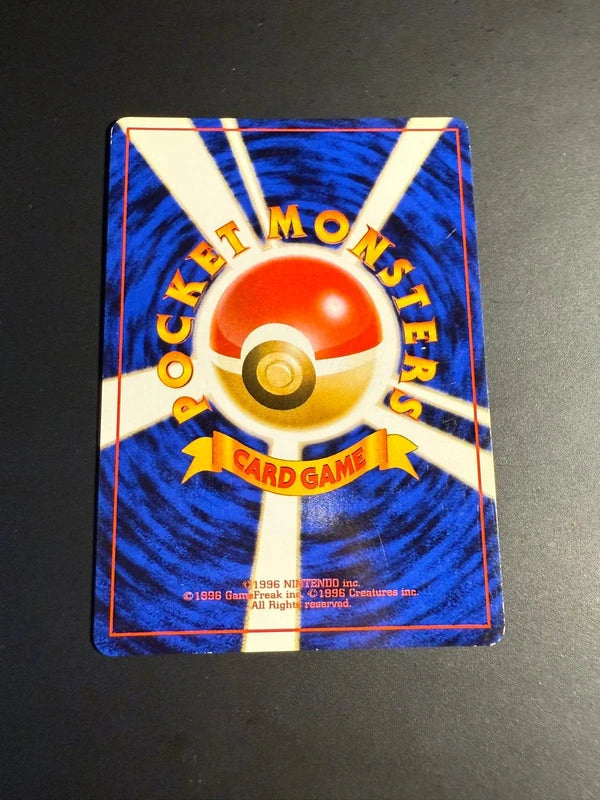 POCKET MONSTERS
CARD GAME
©1996 NINTENDO inc.
©1996 GameFreak inc. ©1996 Creatures inc.
All Rights reserved.